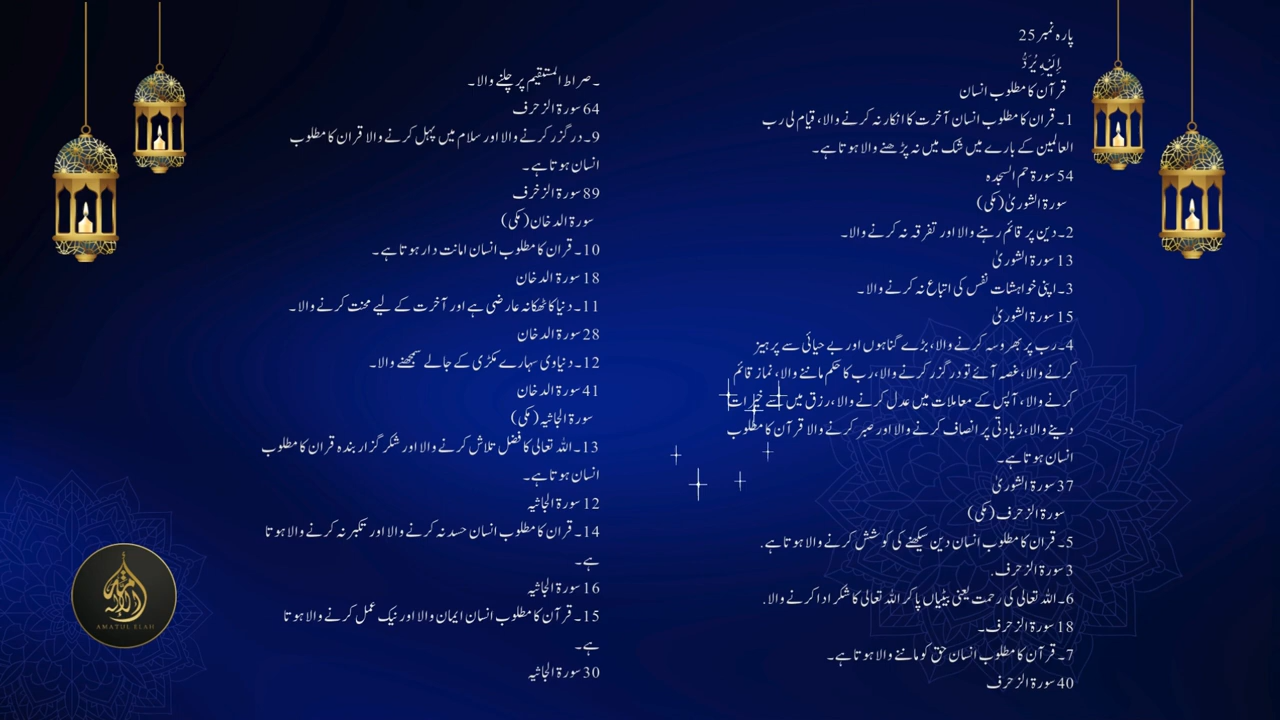 پارہ نمبر 25
إِلَيْهِ يُرَدُّ
قرآن کا مطلوب انسان
1۔قران کا مطلوب انسان آخرت کا انکار نہ کرنے والا، قیام لی رب
العالمین کے بارے میں شک میں نہ پڑھنے والا ہوتا ہے۔
54 سورۃ حم السجدہ
سورۃ الشوریٰ(مکی)
2۔دین پر قائم رہنے والا اور تفرقہ نہ کرنے والا۔
13 سورۃ الشوریٰ
3۔اپنی خواہشات نفس کی اتباع نہ کرنے والا۔
15 سورۃ الشوریٰ
4۔رب پر بھروسہ کرنے والا،بڑے گناہوں اور بے حیائی سے پرہیز
کرنے والا،غصہ آئے تو درگزر کرنے والا،رب کا حکم ماننے والا، نماز قائم
کرنے والا، آپس کے معاملات میں عدل کرنے والا،رزق میں سے خیرات
دینے والا،زیادتی پر انصاف کرنے والا اور صبر کرنے والا قرآن کا مطلوب
انسان ہوتا ہے۔
37 سورۃ الشوریٰ
سورۃ الزحرف(مکی)
5۔قران کا مطلوب انسان دین سیکھنے کی کوشش کرنے والا ہوتا ہے.
3 سورۃ الزحرف.
6۔اللہ تعالی کی رحمت یعنی بیٹیاں پا کر اللہ تعالی کا شکر ادا کرنے والا.
18 سورۃ الزحرف۔
7۔قرآن کا مطلوب انسان حق کو ماننے والا ہوتا ہے۔
40 سورۃ الزحرف
۔صراط المستقیم پر چلنے والا۔
64 سورۃ الزحرف
9۔درگزر کرنے والا اور سلام میں پہل کرنے والا قران کا مطلوب
انسان ہوتا ہے۔
89 سورۃ الزخرف
سورۃ الدخان(مکی)
10۔قران کا مطلوب انسان امانت دار ہوتا ہے۔
18 سورۃ الدخان
11۔دنیا کا ٹھکانہ عارضی ہے اور آخرت کے لیے محنت کرنے والا۔
28 سورۃ الدخان
12۔دنیاوی سہارے مکڑی کے جالے سمجھنے والا۔
41 سورۃ الدخان
سورۃ الجاثیہ(مکی)
13۔اللہ تعالی کا فضل تلاش کرنے والا اور شکر گزار بندہ قران کا مطلوب
انسان ہوتا ہے۔
12 سورۃ الجاثیہ
14۔قران کا مطلوب انسان حسد نہ کرنے والا اور تکبر نہ کرنے والا ہوتا
ہے۔
16 سورۃ الجاثیہ
15۔قرآن کا مطلوب انسان ایمان والا اور نیک عمل کرنے والا ہوتا
ہے۔
30 سورۃ الجاثیہ
AMATUL ELAH